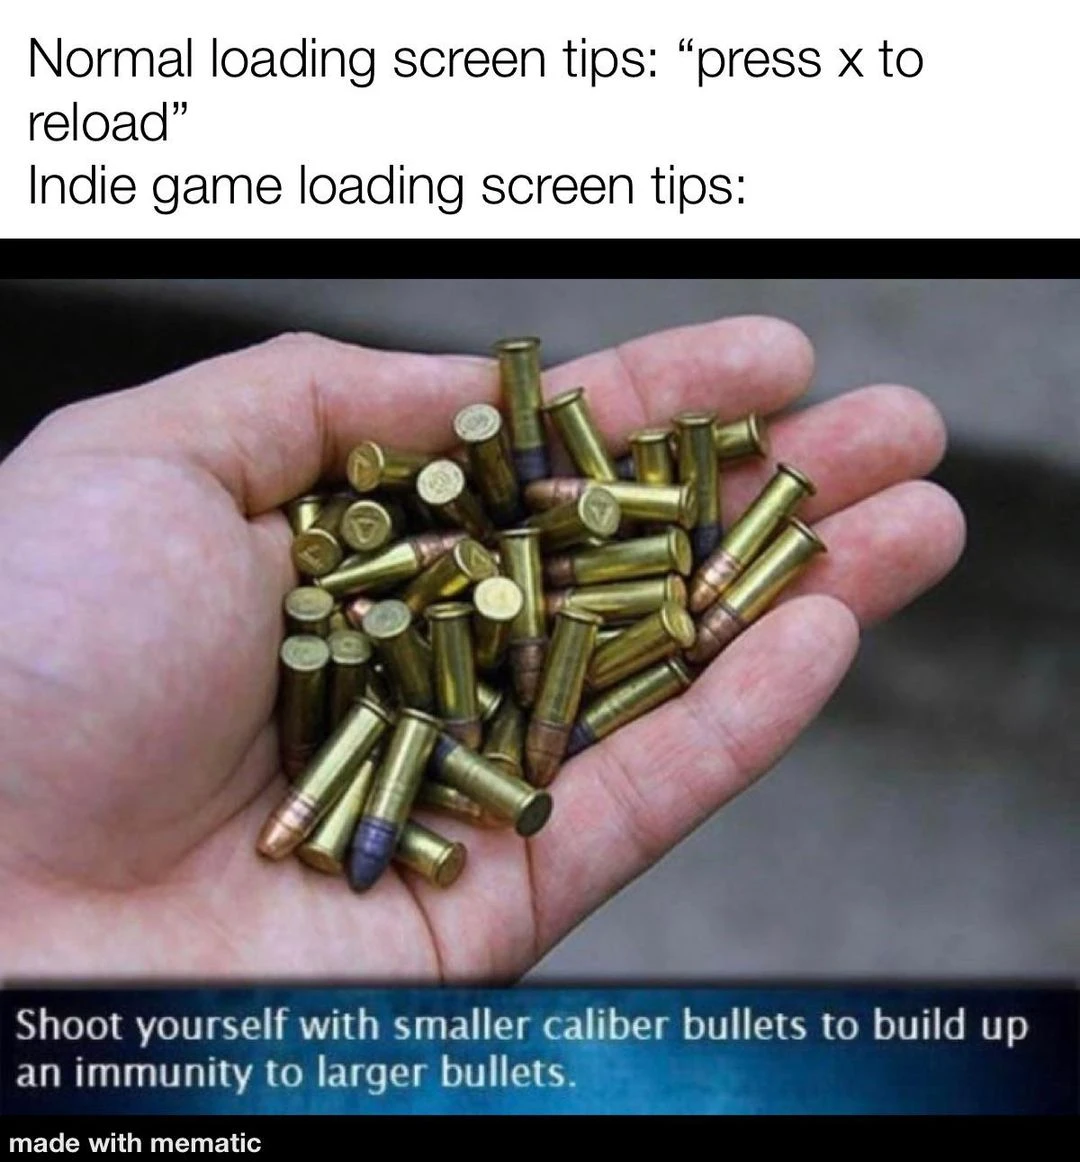 Normal loading screen tips: “press x to
reload”
Indie game loading screen tips:
Shoot yourself with smaller caliber bullets to build up
an immunity to larger bullets.
made with mematic